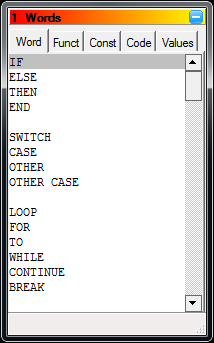 1 Words
Word Funct Const Code Values
IF
ELSE
THEN
END
SWITCH
CASE
OTHER
OTHER CASE
LOOP
FOR
TO
WHILE
CONTINUE
BREAK